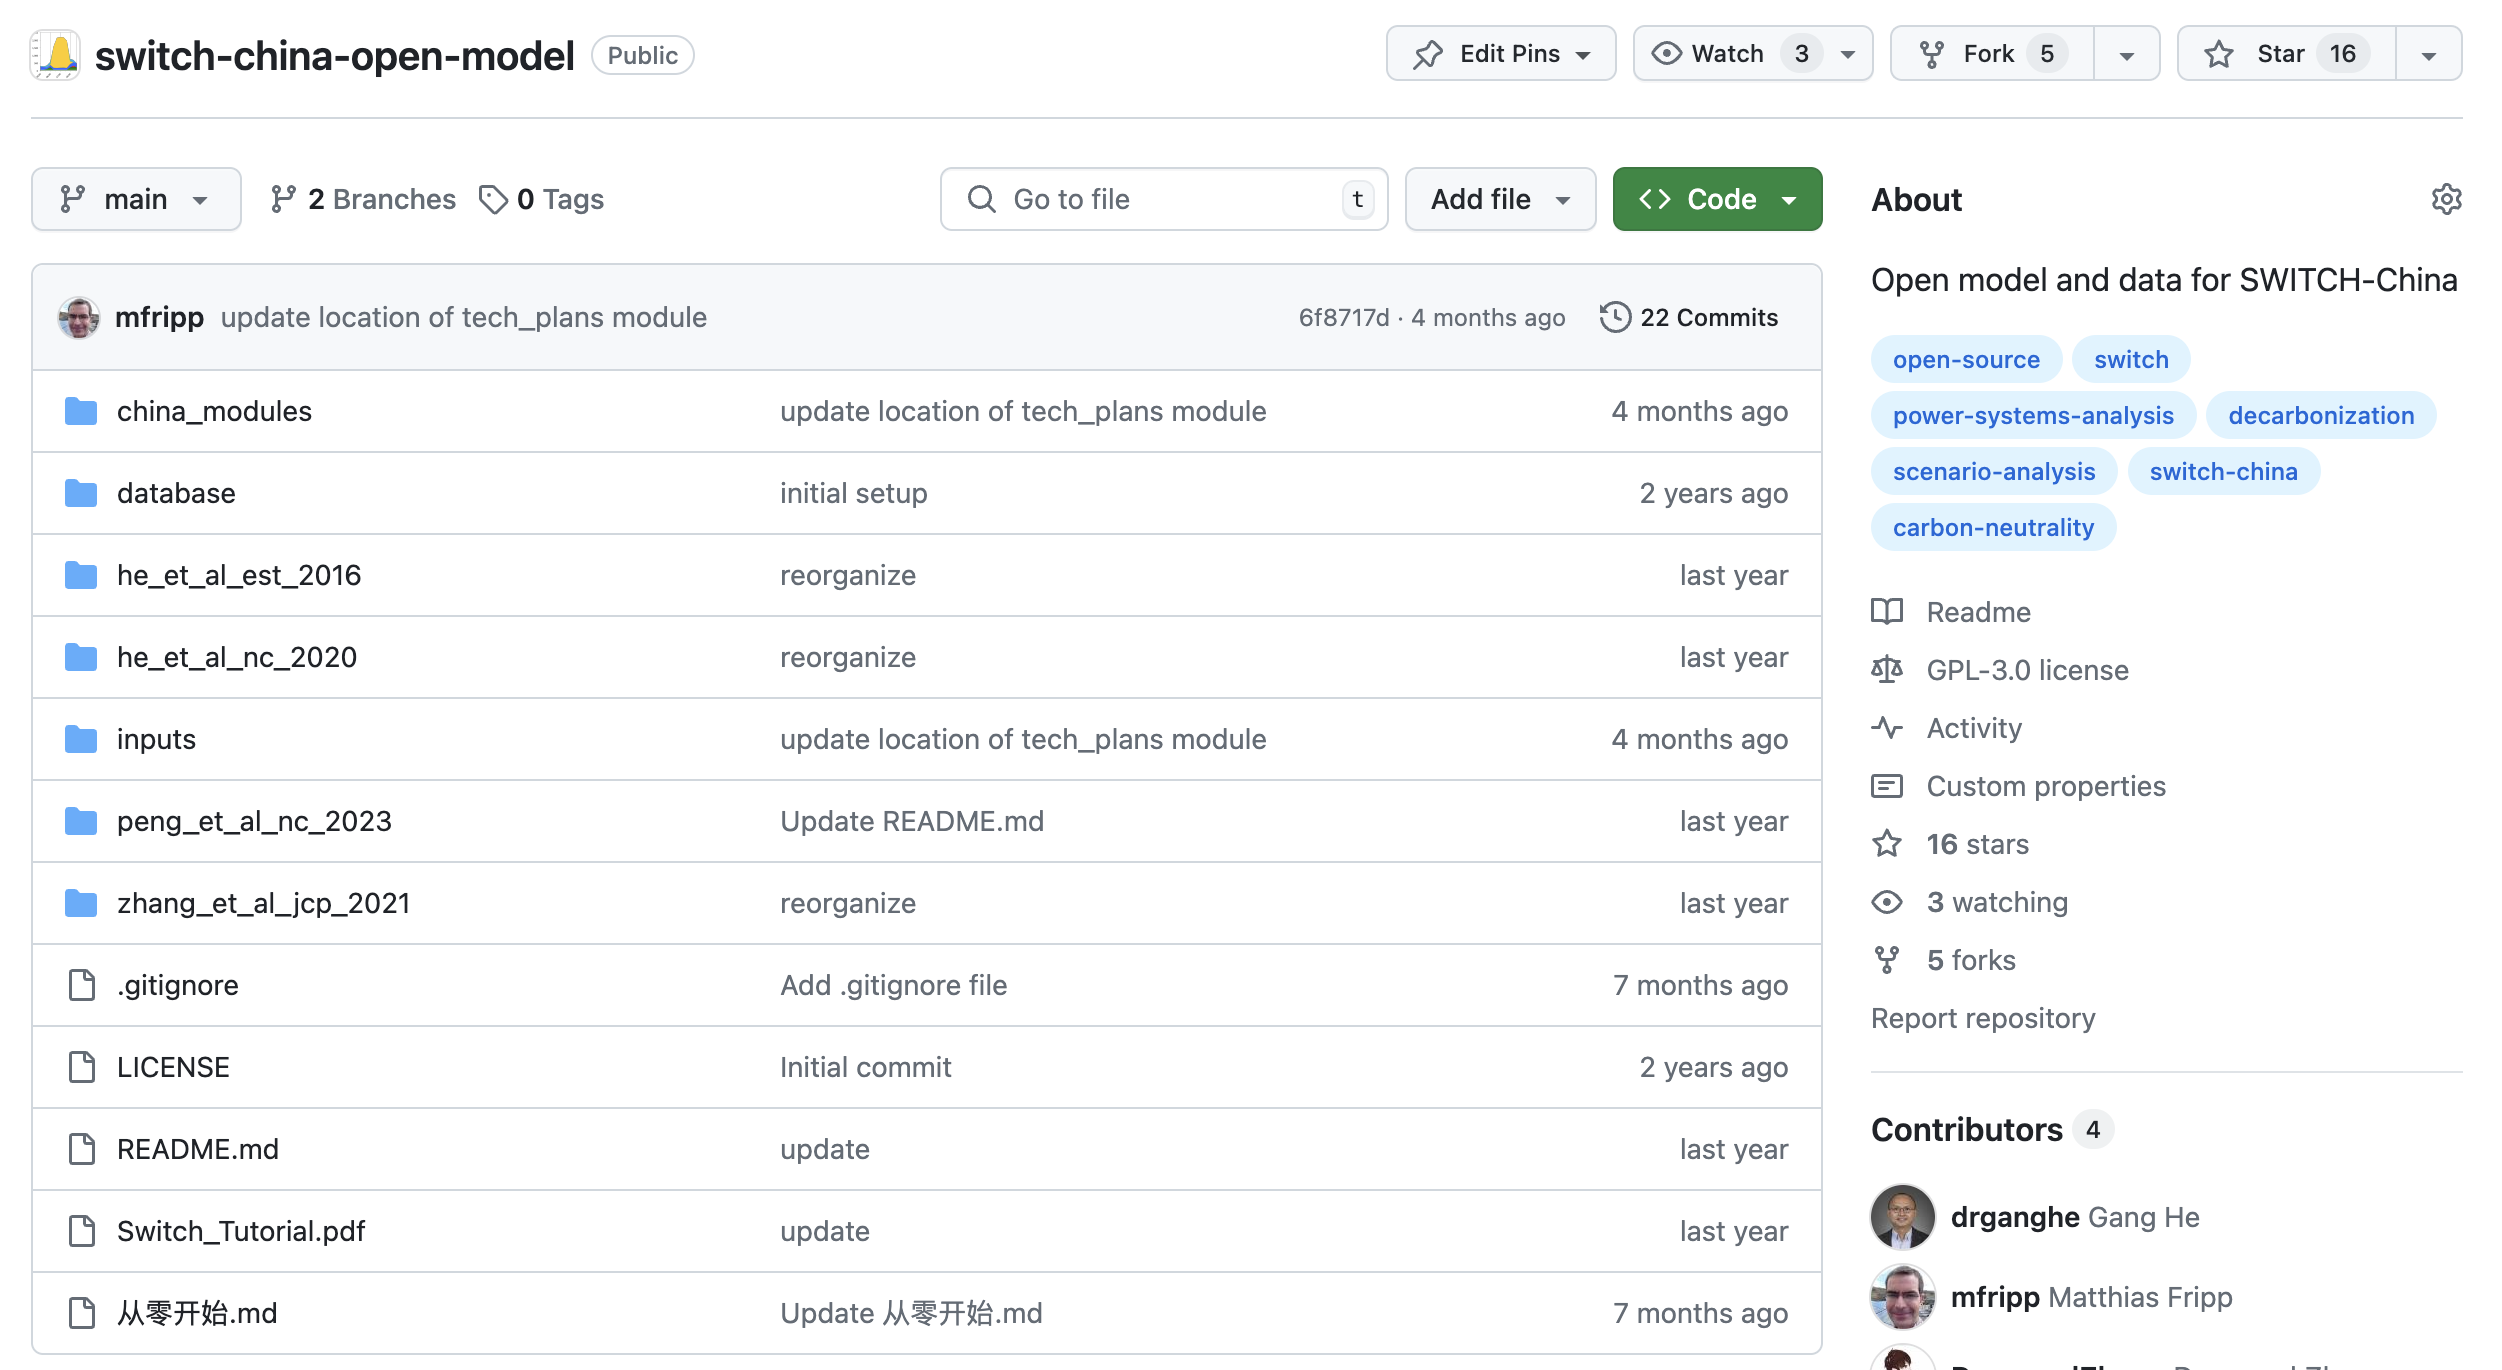 switch-china-open-model Public
Edit Pins Watch 3 Fork 5 Star 16
main 2 Branches 0 Tags Go to file t Add file Code
mfripp update location of tech_plans module 6f8717d · 4 months ago 22 Commits
china_modules update location of tech_plans module 4 months ago
database initial setup 2 years ago
he_et_al_est_2016 reorganize last year
he_et_al_nc_2020 reorganize last year
inputs update location of tech_plans module 4 months ago
peng_et_al_nc_2023 Update README.md last year
zhang_et_al_jcp_2021 reorganize last year
.gitignore Add .gitignore file 7 months ago
LICENSE Initial commit 2 years ago
README.md update last year
Switch_Tutorial.pdf update last year
从零开始.md Update 从零开始.md 7 months ago
About
Open model and data for SWITCH-China
open-source switch
power-systems-analysis decarbonization
scenario-analysis switch-china
carbon-neutrality
Readme
GPL-3.0 license
Activity
Custom properties
16 stars
3 watching
5 forks
Report repository
Contributors 4
drganghe Gang He
mfripp Matthias Fripp